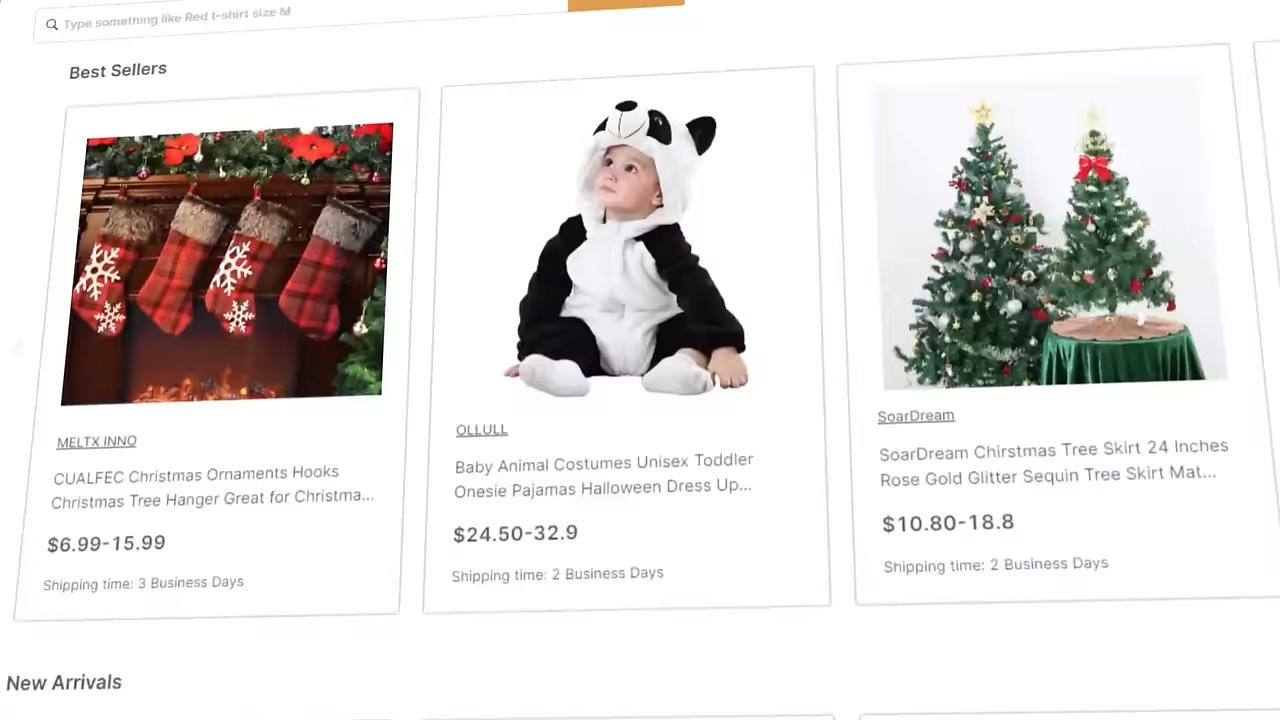 Type something like Red t-shirt size M
Best Sellers
MELTX INNO
CUALFEC Christmas Ornaments Hooks
Christmas Tree Hanger Great for Christma...
$6.99-15.99
Shipping time: 3 Business Days
OLLULL
Baby Animal Costumes Unisex Toddler
Onesie Pajamas Halloween Dress Up...
$24.50-32.9
Shipping time: 2 Business Days
SoarDream
SoarDream Chirstmas Tree Skirt 24 Inches
Rose Gold Glitter Sequin Tree Skirt Mat...
$10.80-18.8
Shipping time: 2 Business Days
New Arrivals